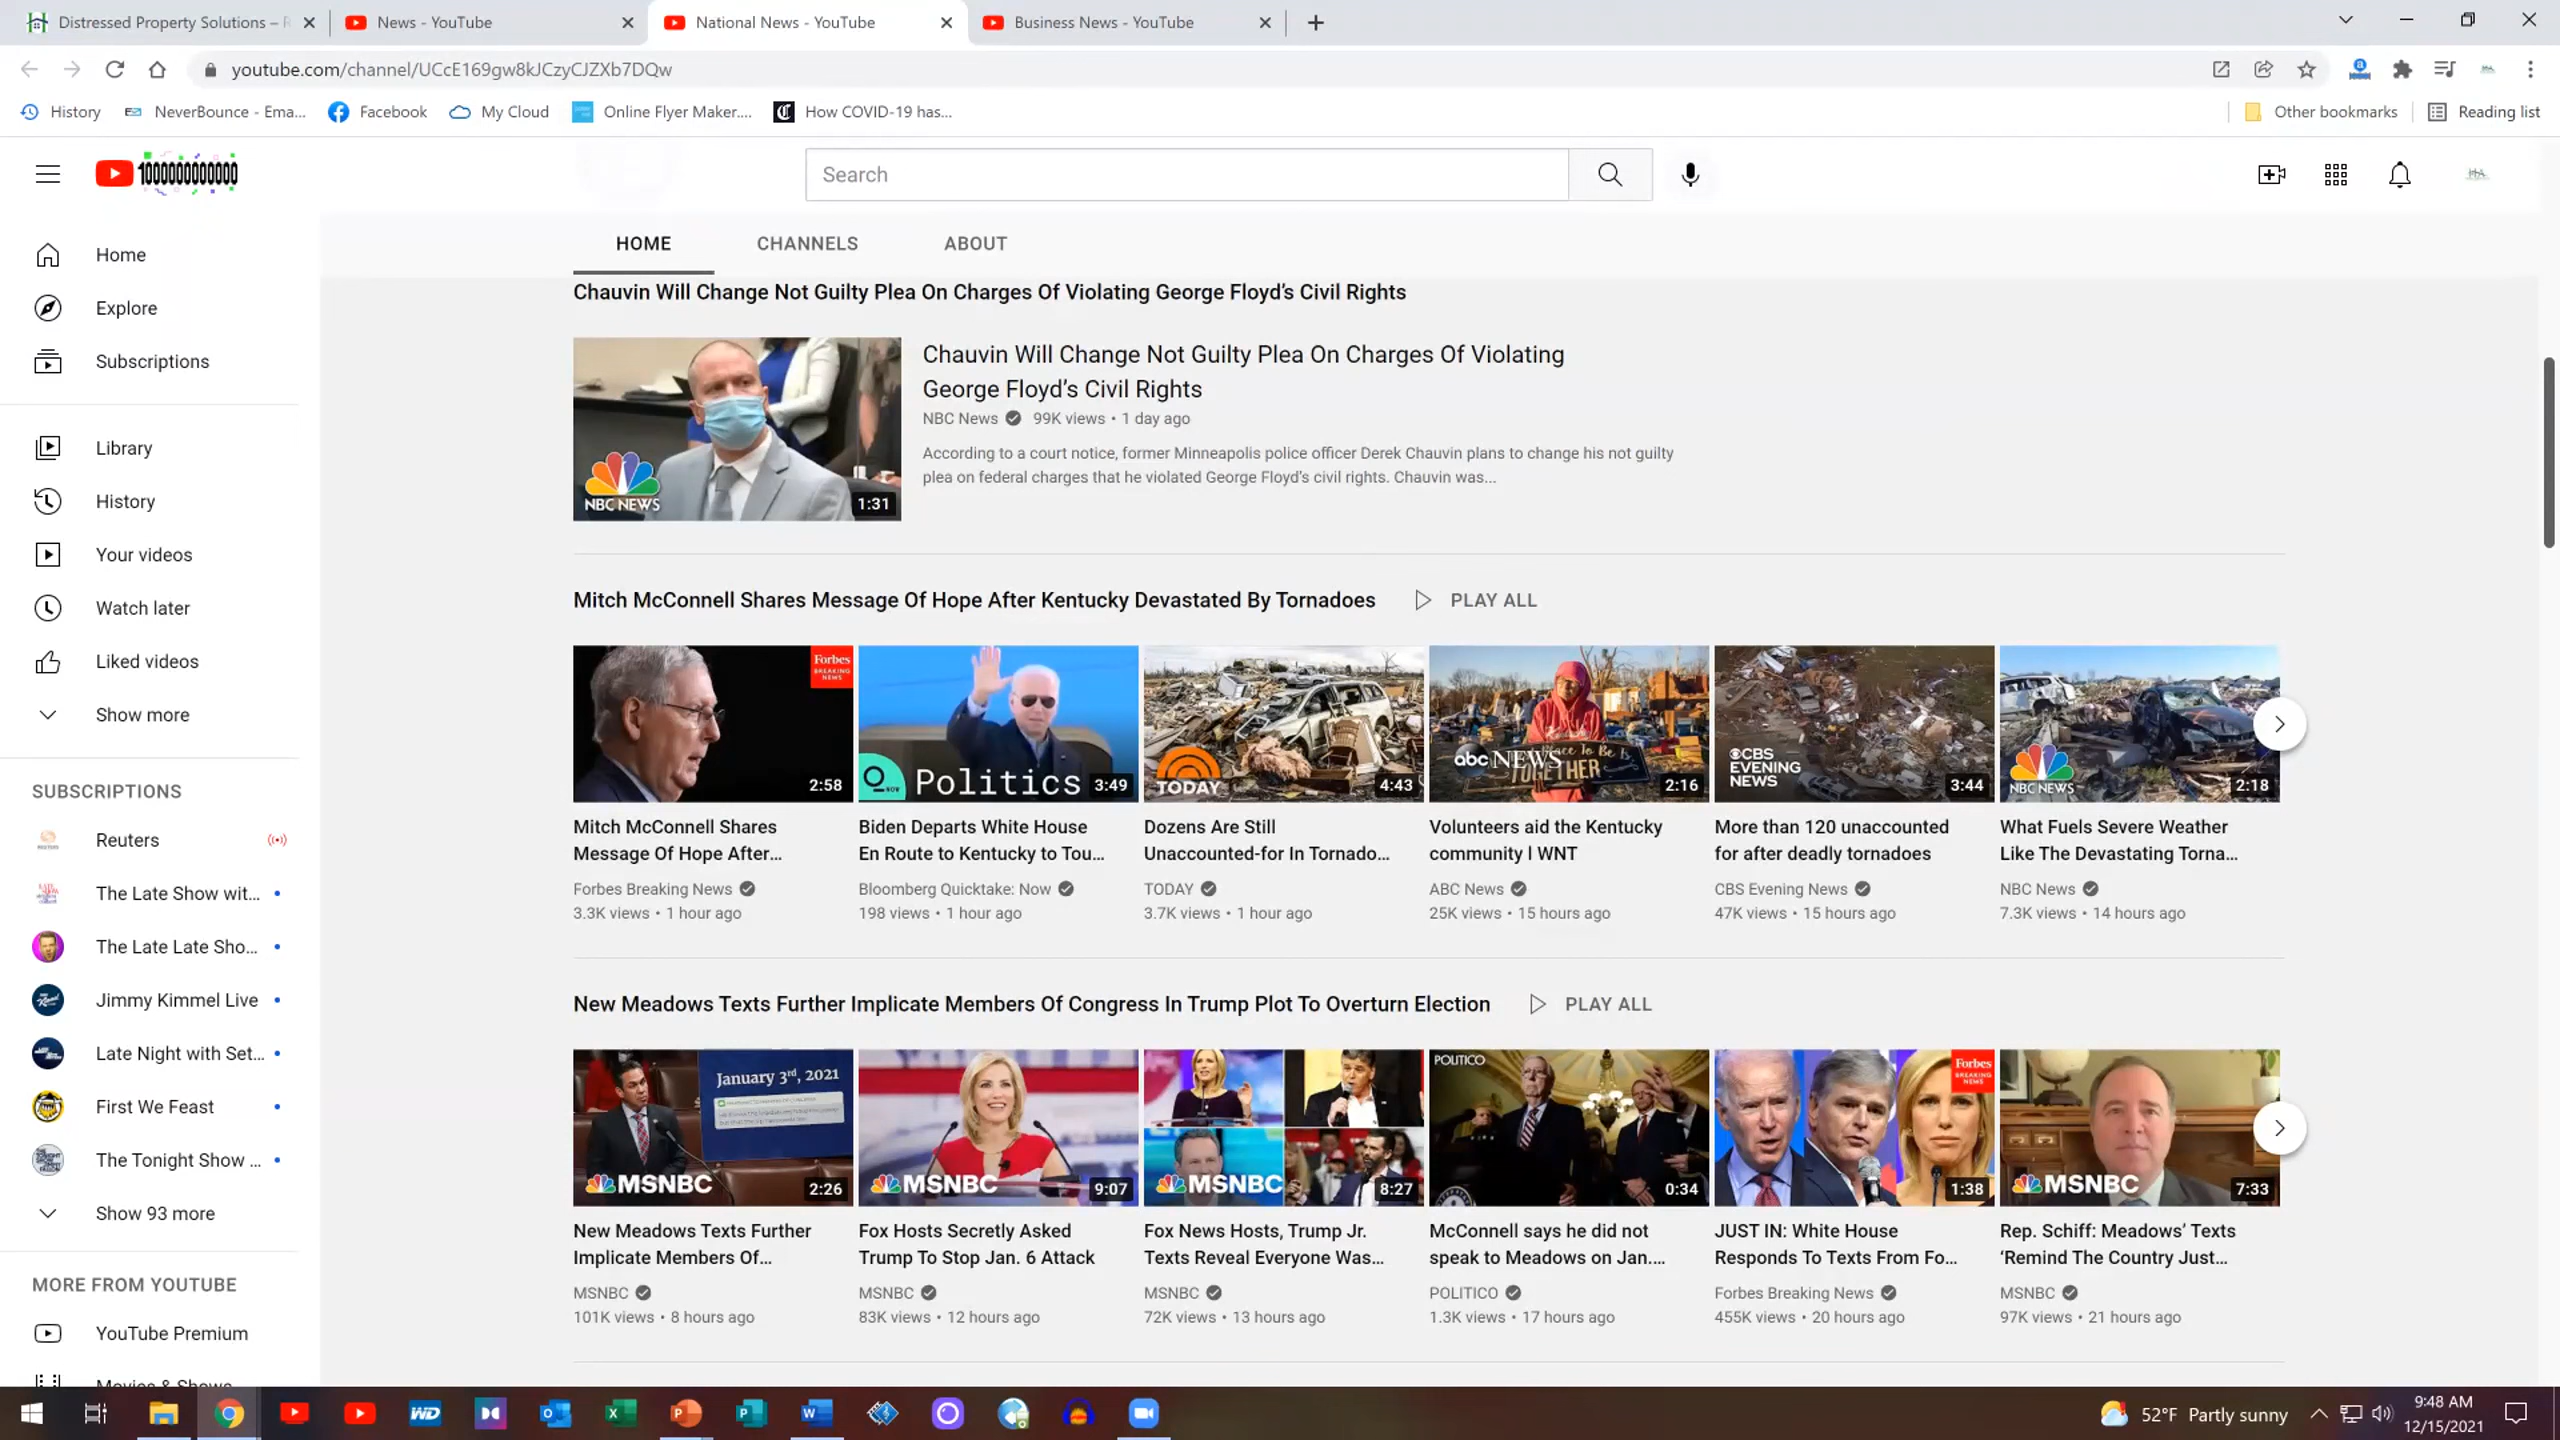 Distressed Property Solutions – R
News - YouTube
National News - YouTube
Business News - YouTube
youtube.com/channel/UCcE169gw8kJCzyCJZXb7DQw
History
NeverBounce - Ema...
Facebook
My Cloud
Online Flyer Maker....
How COVID-19 has...
Other bookmarks
Reading list
1000000000000
Search
HOME
CHANNELS
ABOUT
Home
Explore
Subscriptions
Library
History
Your videos
Watch later
Liked videos
Show more
SUBSCRIPTIONS
Reuters
The Late Show wit...
The Late Late Sho...
Jimmy Kimmel Live
Late Night with Set...
First We Feast
The Tonight Show ...
Show 93 more
MORE FROM YOUTUBE
YouTube Premium
Movies & Shows
Chauvin Will Change Not Guilty Plea On Charges Of Violating George Floyd’s Civil Rights
NBC NEWS
1:31
Chauvin Will Change Not Guilty Plea On Charges Of Violating
George Floyd’s Civil Rights
NBC News 99K views • 1 day ago
According to a court notice, former Minneapolis police officer Derek Chauvin plans to change his not guilty
plea on federal charges that he violated George Floyd’s civil rights. Chauvin was...
Mitch McConnell Shares Message Of Hope After Kentucky Devastated By Tornadoes
PLAY ALL
Forbes
BREAKING
NEWS
2:58
Mitch McConnell Shares
Message Of Hope After...
Forbes Breaking News
3.3K views • 1 hour ago
NOW
Politics
3:49
Biden Departs White House
En Route to Kentucky to Tou...
Bloomberg Quicktake: Now
198 views • 1 hour ago
TODAY
4:43
Dozens Are Still
Unaccounted-for In Tornado...
TODAY
3.7K views • 1 hour ago
abc NEWS
Place To Be Is
TOGETHER
2:16
Volunteers aid the Kentucky
community l WNT
ABC News
25K views • 15 hours ago
CBS
EVENING
NEWS
3:44
More than 120 unaccounted
for after deadly tornadoes
CBS Evening News
47K views • 15 hours ago
NBC NEWS
2:18
What Fuels Severe Weather
Like The Devastating Torna...
NBC News
7.3K views • 14 hours ago
New Meadows Texts Further Implicate Members Of Congress In Trump Plot To Overturn Election
PLAY ALL
January 3rd, 2021
MSNBC
2:26
New Meadows Texts Further
Implicate Members Of...
MSNBC
101K views • 8 hours ago
MSNBC
9:07
Fox Hosts Secretly Asked
Trump To Stop Jan. 6 Attack
MSNBC
83K views • 12 hours ago
MSNBC
8:27
Fox News Hosts, Trump Jr.
Texts Reveal Everyone Was...
MSNBC
72K views • 13 hours ago
POLITICO
0:34
McConnell says he did not
speak to Meadows on Jan....
POLITICO
1.3K views • 17 hours ago
Forbes
BREAKING
NEWS
1:38
JUST IN: White House
Responds To Texts From Fo...
Forbes Breaking News
455K views • 20 hours ago
MSNBC
7:33
Rep. Schiff: Meadows’ Texts
‘Remind The Country Just...
MSNBC
97K views • 21 hours ago
WD
52°F Partly sunny
9:48 AM
12/15/2021